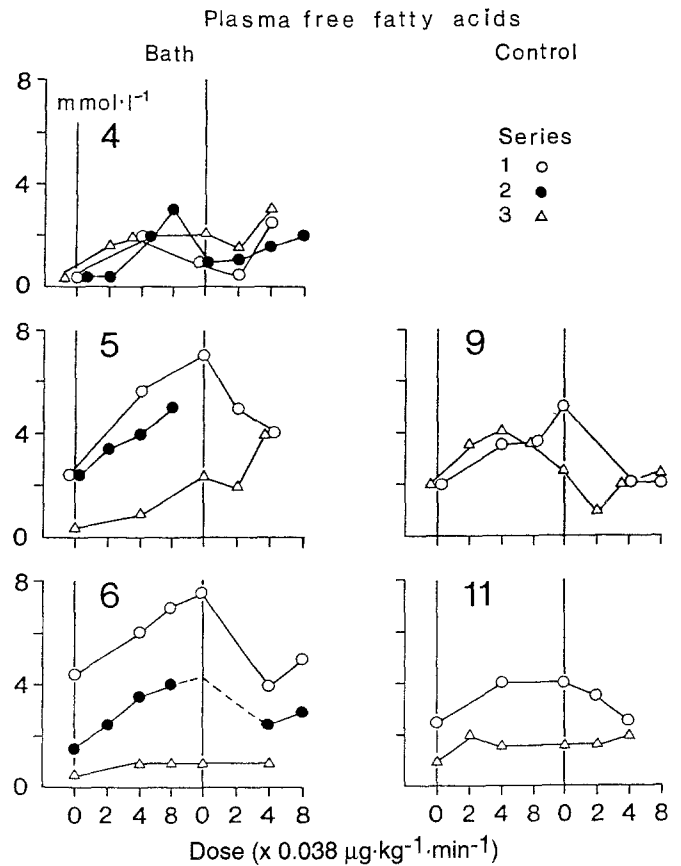 Plasma free fatty acids
Bath
Control
8
mmol·l⁻¹
4
4
0
Series
1 ○
2 ●
3 △
8
5
4
0
9
8
6
4
0
11
0 2 4 8 0 2 4 8
0 2 4 8 0 2 4 8
Dose (x 0.038 µg·kg⁻¹·min⁻¹)